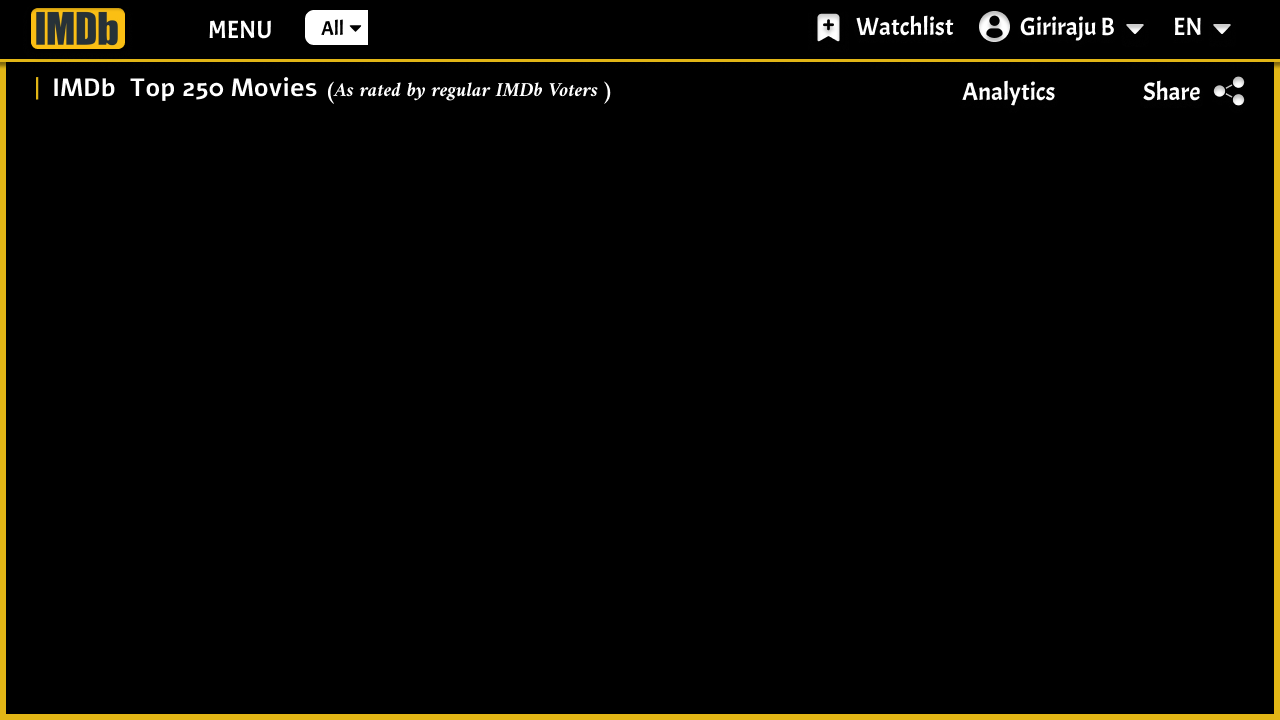 IMDb MENU All Watchlist Giriraju B EN
IMDb Top 250 Movies (As rated by regular IMDb Voters ) Analytics Share